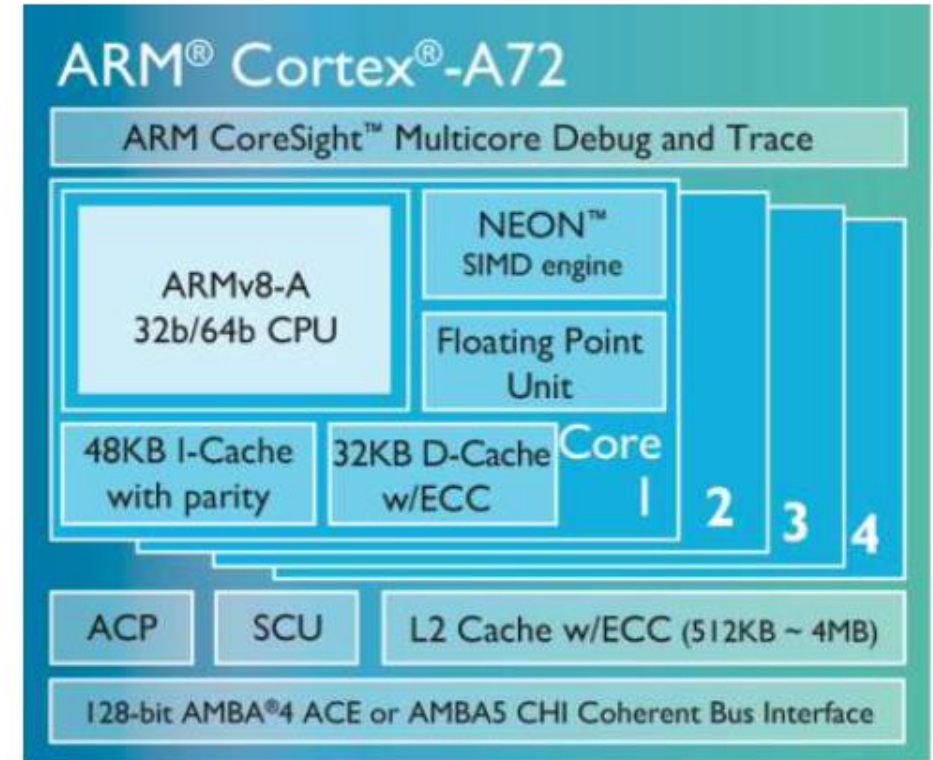 ARM® Cortex®-A72
ARM CoreSight™ Multicore Debug and Trace
ARMv8-A
32b/64b CPU
NEON™
SIMD engine
Floating Point
Unit
48KB I-Cache
with parity
32KB D-Cache
w/ECC
Core
1
2
3
4
ACP
SCU
L2 Cache w/ECC (512KB ~ 4MB)
128-bit AMBA®4 ACE or AMBA5 CHI Coherent Bus Interface